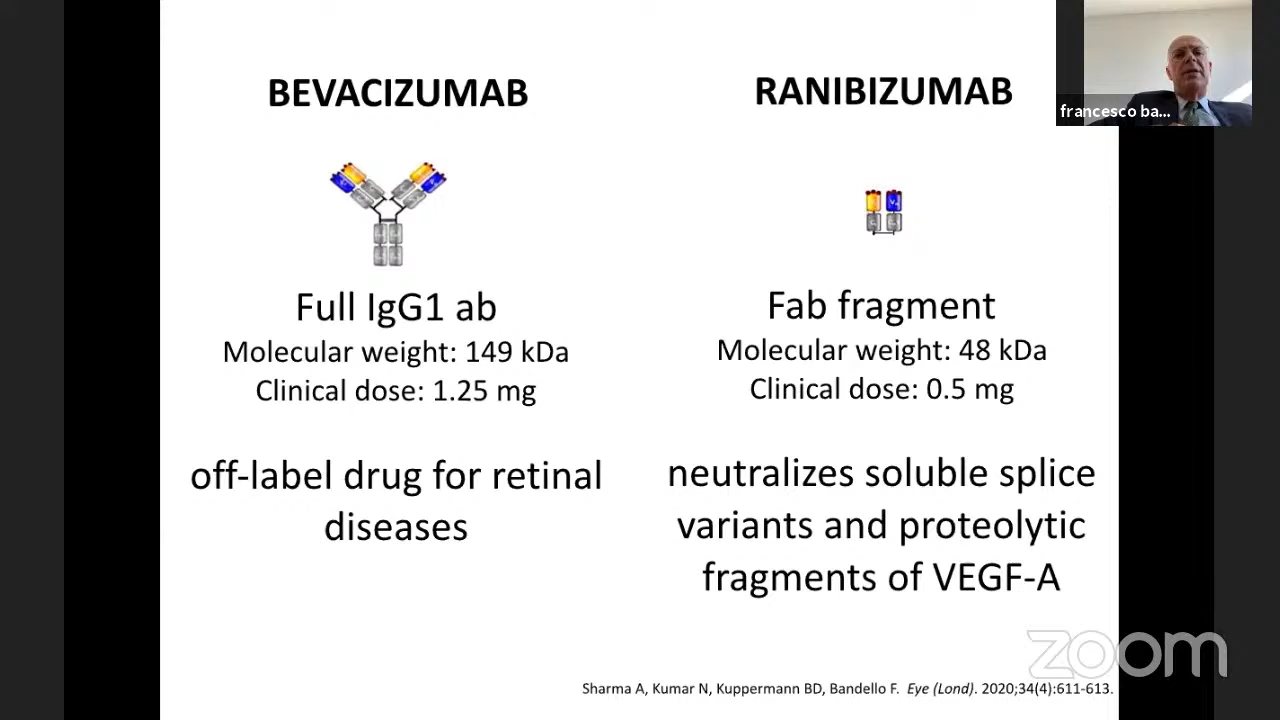 BEVACIZUMAB
Full IgG1 ab
Molecular weight: 149 kDa
Clinical dose: 1.25 mg
off-label drug for retinal
diseases
RANIBIZUMAB
Fab fragment
Molecular weight: 48 kDa
Clinical dose: 0.5 mg
neutralizes soluble splice
variants and proteolytic
fragments of VEGF-A
francesco ba...
zoom
Sharma A, Kumar N, Kuppermann BD, Bandello F. Eye (Lond). 2020;34(4):611-613.